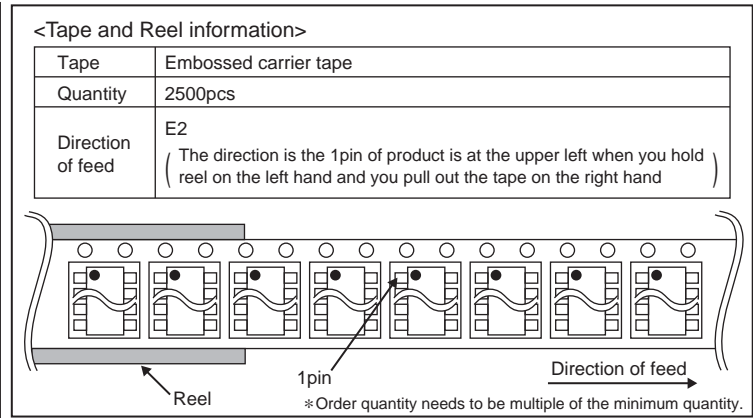 <Tape and Reel information>
Tape Embossed carrier tape
Quantity 2500pcs
Direction of feed
E2
( The direction is the 1pin of product is at the upper left when you hold
reel on the left hand and you pull out the tape on the right hand )
Reel
1pin
Direction of feed
*Order quantity needs to be multiple of the minimum quantity.